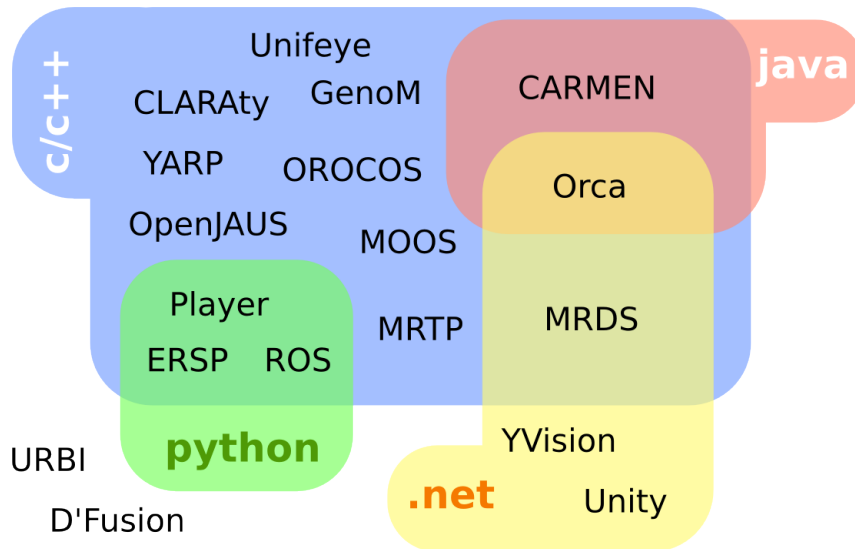 Unifeye
java
c/c++
CLARAty
GenoM
CARMEN
YARP
OROCOS
Orca
OpenJAUS
MOOS
Player
MRTP
MRDS
ERSP
ROS
python
YVision
URBI
.net
Unity
D'Fusion